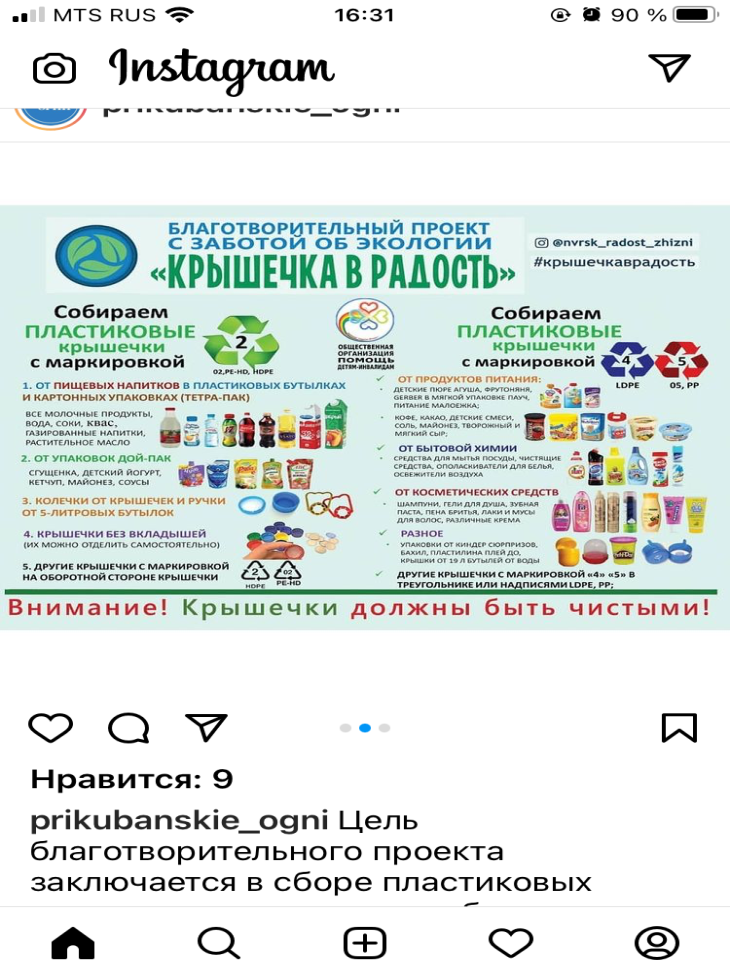 MTS RUS
16:31
90 %
Instagram
prikubanskie_ogni
БЛАГОТВОРИТЕЛЬНЫЙ ПРОЕКТ
С ЗАБОТОЙ ОБ ЭКОЛОГИИ
«КРЫШЕЧКА В РАДОСТЬ»
@nvrsk_radost_zhizni
#крышечкаврадость
Собираем
ПЛАСТИКОВЫЕ
крышечки
с маркировкой
2
02,PE-HD, HDPE
ОБЩЕСТВЕННАЯ
ОРГАНИЗАЦИЯ
ПОМОЩЬ
ДЕТЯМ-ИНВАЛИДАМ
1. ОТ ПИЩЕВЫХ НАПИТКОВ В ПЛАСТИКОВЫХ БУТЫЛКАХ
И КАРТОННЫХ УПАКОВКАХ (ТЕТРА-ПАК)
ВСЕ МОЛОЧНЫЕ ПРОДУКТЫ,
ВОДА, СОКИ, КВАС,
ГАЗИРОВАННЫЕ НАПИТКИ,
РАСТИТЕЛЬНОЕ МАСЛО
2. ОТ УПАКОВОК ДОЙ-ПАК
СГУЩЕНКА, ДЕТСКИЙ ЙОГУРТ,
КЕТЧУП, МАЙОНЕЗ, СОУСЫ
3. КОЛЕЧКИ ОТ КРЫШЕЧЕК И РУЧКИ
ОТ 5-ЛИТРОВЫХ БУТЫЛОК
4. КРЫШЕЧКИ БЕЗ ВКЛАДЫШЕЙ
(ИХ МОЖНО ОТДЕЛИТЬ САМОСТОЯТЕЛЬНО)
5. ДРУГИЕ КРЫШЕЧКИ С МАРКИРОВКОЙ
НА ОБОРОТНОЙ СТОРОНЕ КРЫШЕЧКИ
2
HDPE
02
PE-HD
Собираем
ПЛАСТИКОВЫЕ
крышечки
с маркировкой
4
LDPE
5
05, PP
ОТ ПРОДУКТОВ ПИТАНИЯ:
ДЕТСКИЕ ПЮРЕ АГУША, ФРУТОНЯНЯ,
GERBER В МЯГКОЙ УПАКОВКЕ ПАУЧ,
ПИТАНИЕ МАЛОЕЖКА;
КОФЕ, КАКАО, ДЕТСКИЕ СМЕСИ,
СОЛЬ, МАЙОНЕЗ, ТВОРОЖНЫЙ И
МЯГКИЙ СЫР;
ОТ БЫТОВОЙ ХИМИИ
СРЕДСТВА ДЛЯ МЫТЬЯ ПОСУДЫ, ЧИСТЯЩИЕ
СРЕДСТВА, ОПОЛАСКИВАТЕЛИ ДЛЯ БЕЛЬЯ,
ОСВЕЖИТЕЛИ ВОЗДУХА
ОТ КОСМЕТИЧЕСКИХ СРЕДСТВ
ШАМПУНИ, ГЕЛИ ДЛЯ ДУША, ЗУБНАЯ
ПАСТА, ПЕНА БРИТЬЯ, ЛАКИ И МУСЫ
ДЛЯ ВОЛОС, РАЗЛИЧНЫЕ КРЕМА
РАЗНОЕ
УПАКОВКИ ОТ КИНДЕР СЮРПРИЗОВ,
БАХИЛ, ПЛАСТИЛИНА ПЛЕЙ ДО,
КРЫШКИ ОТ 19 Л БУТЫЛЕЙ ОТ ВОДЫ
ДРУГИЕ КРЫШЕЧКИ С МАРКИРОВКОЙ «4» «5» В
ТРЕУГОЛЬНИКЕ ИЛИ НАДПИСЯМИ LDPE, PP;
Внимание! Крышечки должны быть чистыми!
Нравится: 9
prikubanskie_ogni Цель
благотворительного проекта
заключается в сборе пластиковых